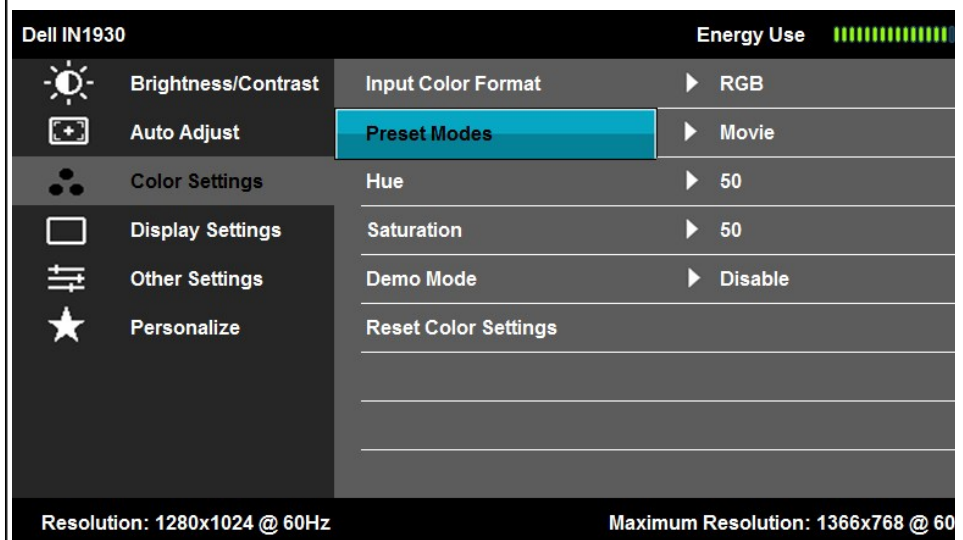 Dell IN1930 Energy Use
Brightness/Contrast Input Color Format RGB
Auto Adjust Preset Modes Movie
Color Settings Hue 50
Display Settings Saturation 50
Other Settings Demo Mode Disable
Personalize Reset Color Settings
Resolution: 1280x1024 @ 60Hz Maximum Resolution: 1366x768 @ 60